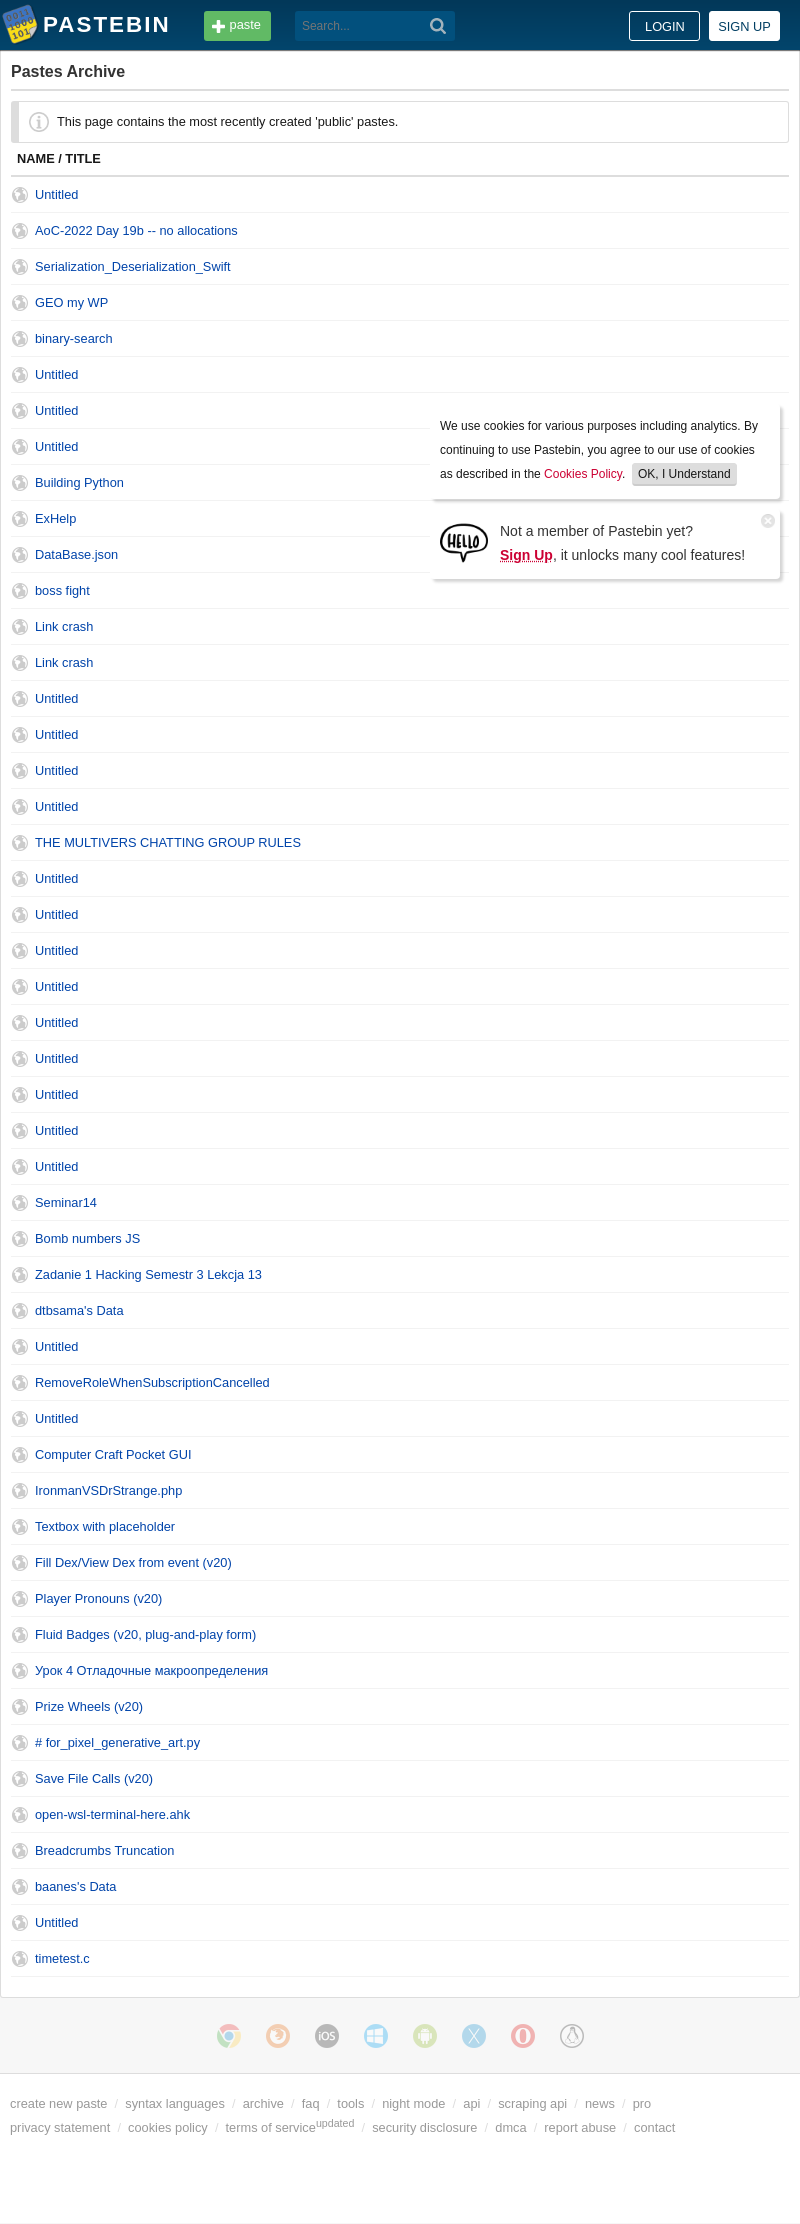 PASTEBIN
paste
Search...
LOGIN
SIGN UP
Pastes Archive
This page contains the most recently created 'public' pastes.
NAME / TITLE
Untitled
AoC-2022 Day 19b -- no allocations
Serialization_Deserialization_Swift
GEO my WP
binary-search
Untitled
Untitled
Untitled
Building Python
ExHelp
DataBase.json
We use cookies for various purposes including analytics. By
continuing to use Pastebin, you agree to our use of cookies
as described in the Cookies Policy. OK, I Understand
HELLO
Not a member of Pastebin yet?
Sign Up, it unlocks many cool features!
boss fight
Link crash
Link crash
Untitled
Untitled
Untitled
Untitled
THE MULTIVERS CHATTING GROUP RULES
Untitled
Untitled
Untitled
Untitled
Untitled
Untitled
Untitled
Untitled
Untitled
Seminar14
Bomb numbers JS
Zadanie 1 Hacking Semestr 3 Lekcja 13
dtbsama's Data
Untitled
RemoveRoleWhenSubscriptionCancelled
Untitled
Computer Craft Pocket GUI
IronmanVSDrStrange.php
Textbox with placeholder
Fill Dex/View Dex from event (v20)
Player Pronouns (v20)
Fluid Badges (v20, plug-and-play form)
Урок 4 Отладочные макроопределения
Prize Wheels (v20)
# for_pixel_generative_art.py
Save File Calls (v20)
open-wsl-terminal-here.ahk
Breadcrumbs Truncation
baanes's Data
Untitled
timetest.c
iOS
create new paste / syntax languages / archive / faq / tools / night mode / api / scraping api / news / pro
privacy statement / cookies policy / terms of service updated / security disclosure / dmca / report abuse / contact